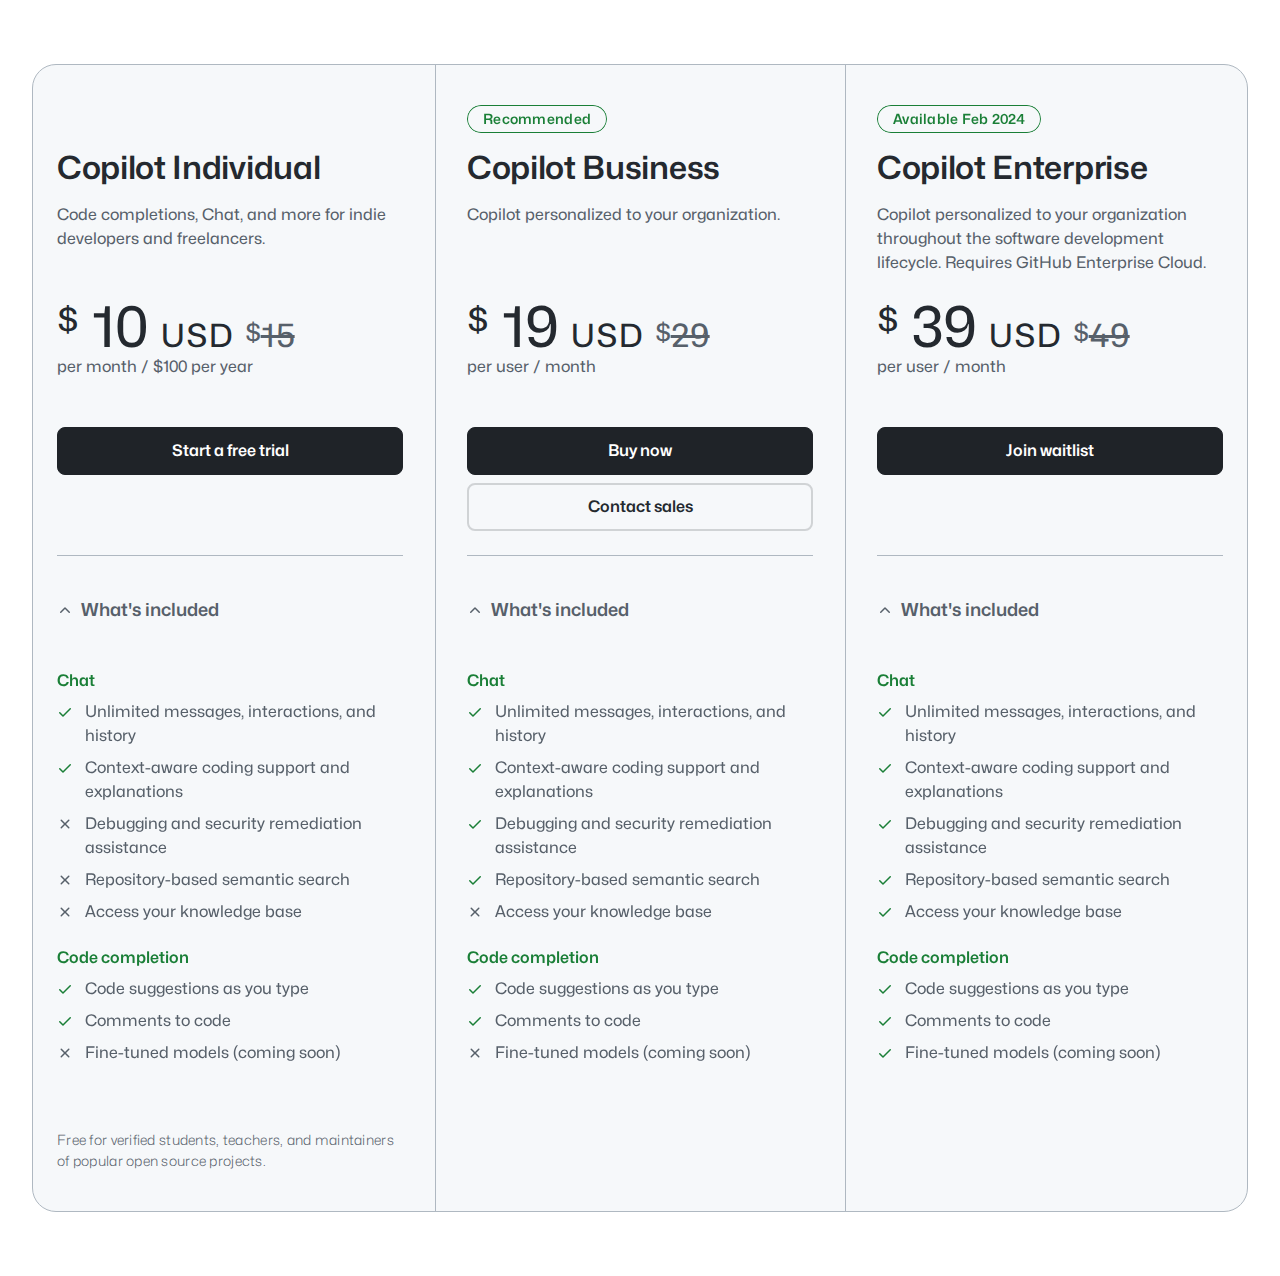 Copilot Individual
Code completions, Chat, and more for indie
developers and freelancers.
$ 10 USD $15
per month / $100 per year
Start a free trial
What's included
Chat
Unlimited messages, interactions, and
history
Context-aware coding support and
explanations
Debugging and security remediation
assistance
Repository-based semantic search
Access your knowledge base
Code completion
Code suggestions as you type
Comments to code
Fine-tuned models (coming soon)
Free for verified students, teachers, and maintainers
of popular open source projects.
Recommended
Copilot Business
Copilot personalized to your organization.
$ 19 USD $29
per user / month
Buy now
Contact sales
What's included
Chat
Unlimited messages, interactions, and
history
Context-aware coding support and
explanations
Debugging and security remediation
assistance
Repository-based semantic search
Access your knowledge base
Code completion
Code suggestions as you type
Comments to code
Fine-tuned models (coming soon)
Available Feb 2024
Copilot Enterprise
Copilot personalized to your organization
throughout the software development
lifecycle. Requires GitHub Enterprise Cloud.
$ 39 USD $49
per user / month
Join waitlist
What's included
Chat
Unlimited messages, interactions, and
history
Context-aware coding support and
explanations
Debugging and security remediation
assistance
Repository-based semantic search
Access your knowledge base
Code completion
Code suggestions as you type
Comments to code
Fine-tuned models (coming soon)